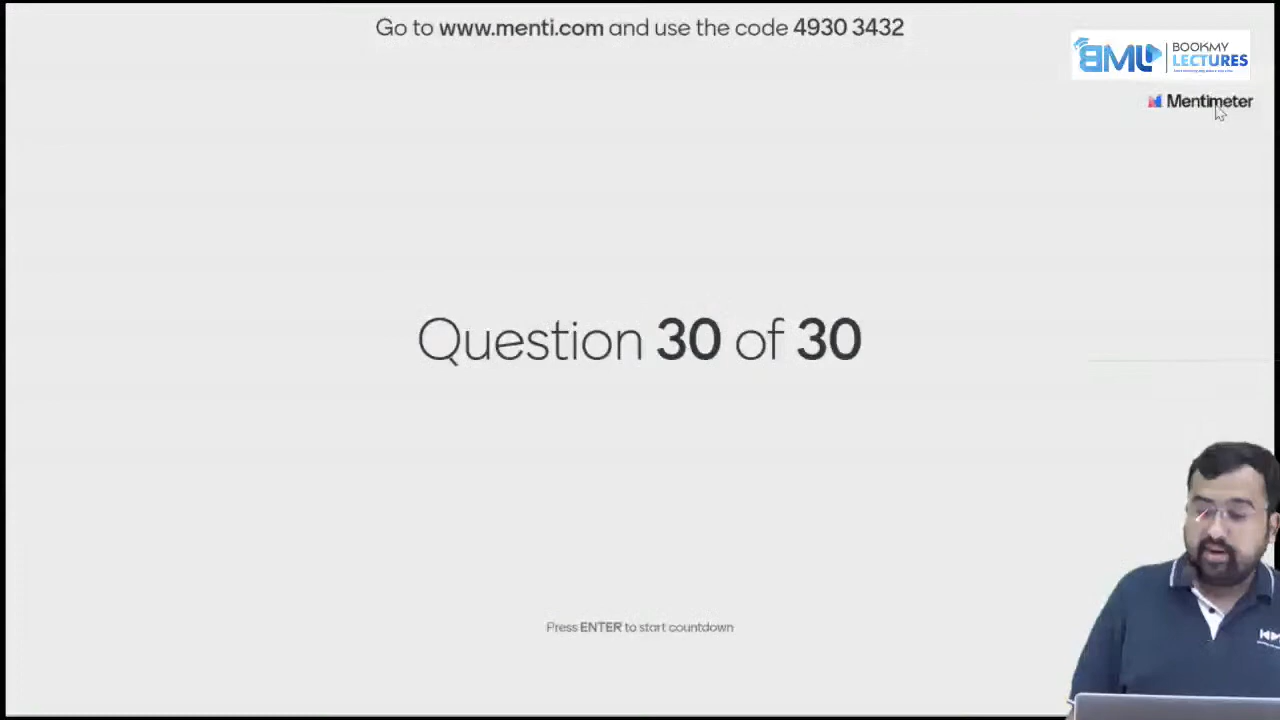 Go to www.menti.com and use the code 4930 3432
BOOKMY
LECTURES
BML
Mentimeter
Question 30 of 30
Press ENTER to start countdown